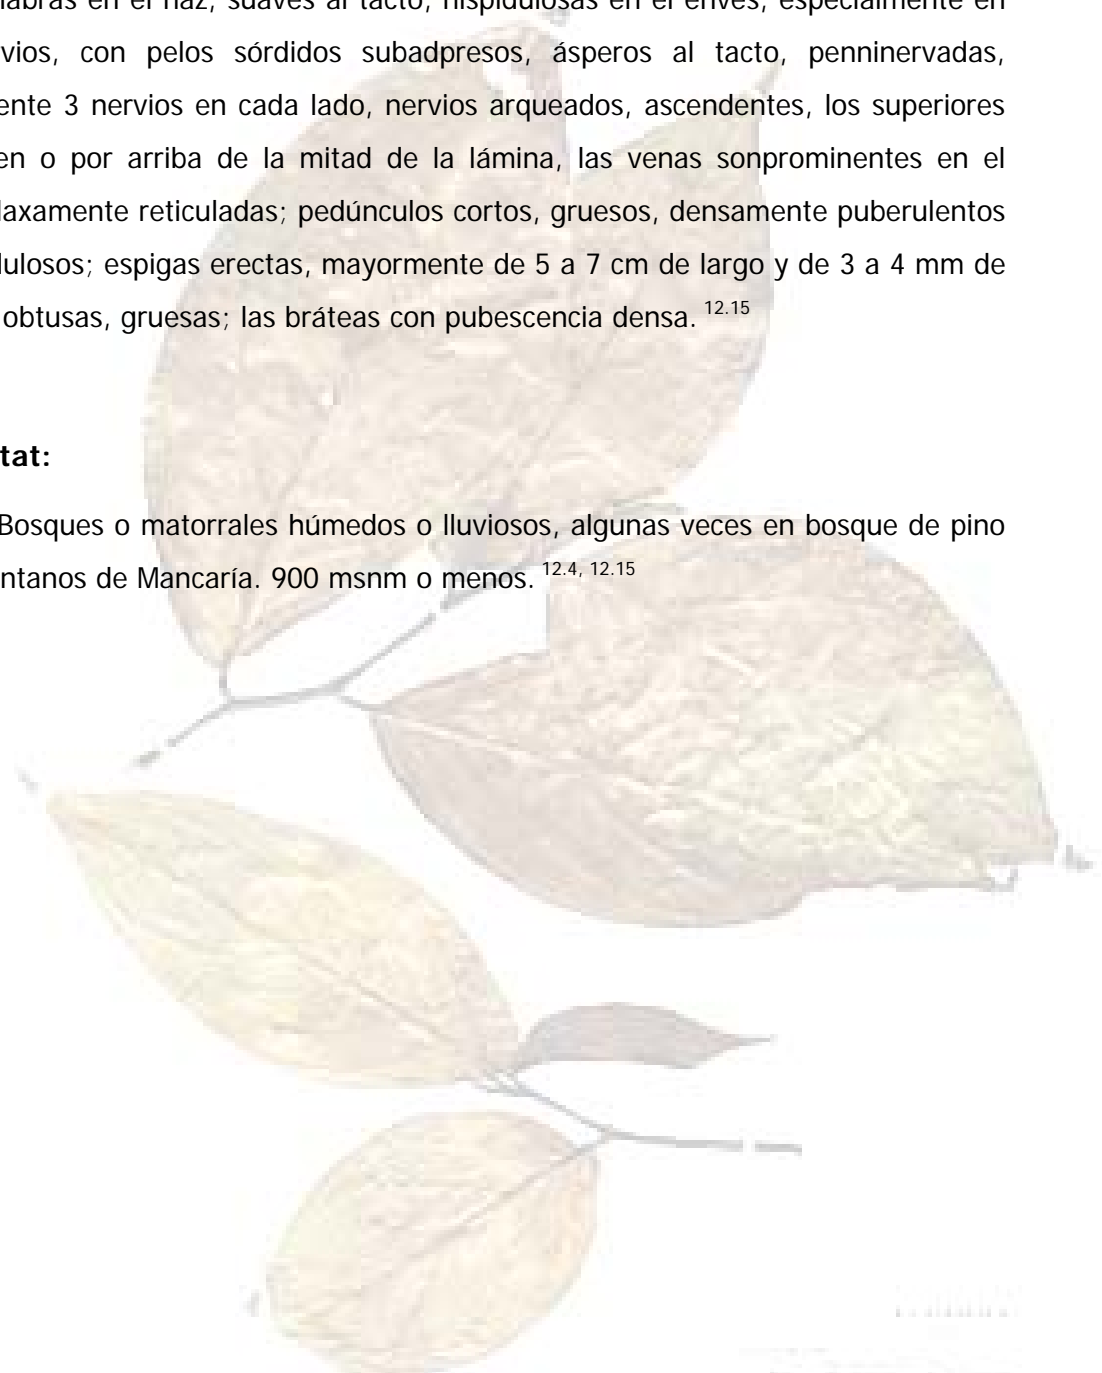 labras en el haz, suaves al tacto, hispidulosas en el envés, especialmente en
vios, con pelos sórdidos subadpresos, ásperos al tacto, penninervadas,
ente 3 nervios en cada lado, nervios arqueados, ascendentes, los superiores
en o por arriba de la mitad de la lámina, las venas sonprominentes en el
laxamente reticuladas; pedúnculos cortos, gruesos, densamente puberulentos
lulosos; espigas erectas, mayormente de 5 a 7 cm de largo y de 3 a 4 mm de
obtusas, gruesas; las bráteas con pubescencia densa. 12.15
tat:
Bosques o matorrales húmedos o lluviosos, algunas veces en bosque de pino
ntanos de Mancaría. 900 msnm o menos. 12.4, 12.15